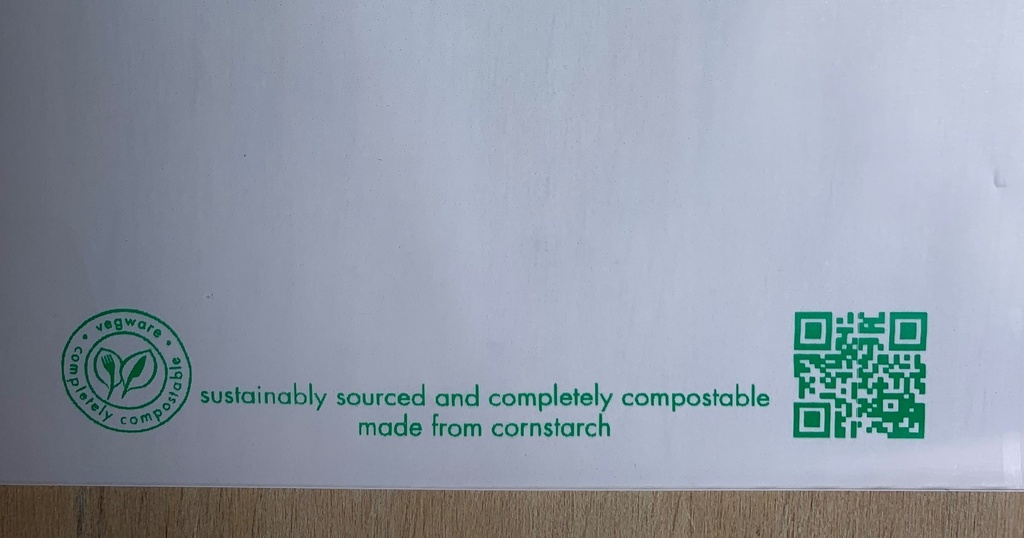 vegware
completely compostable
sustainably sourced and completely compostable
made from cornstarch